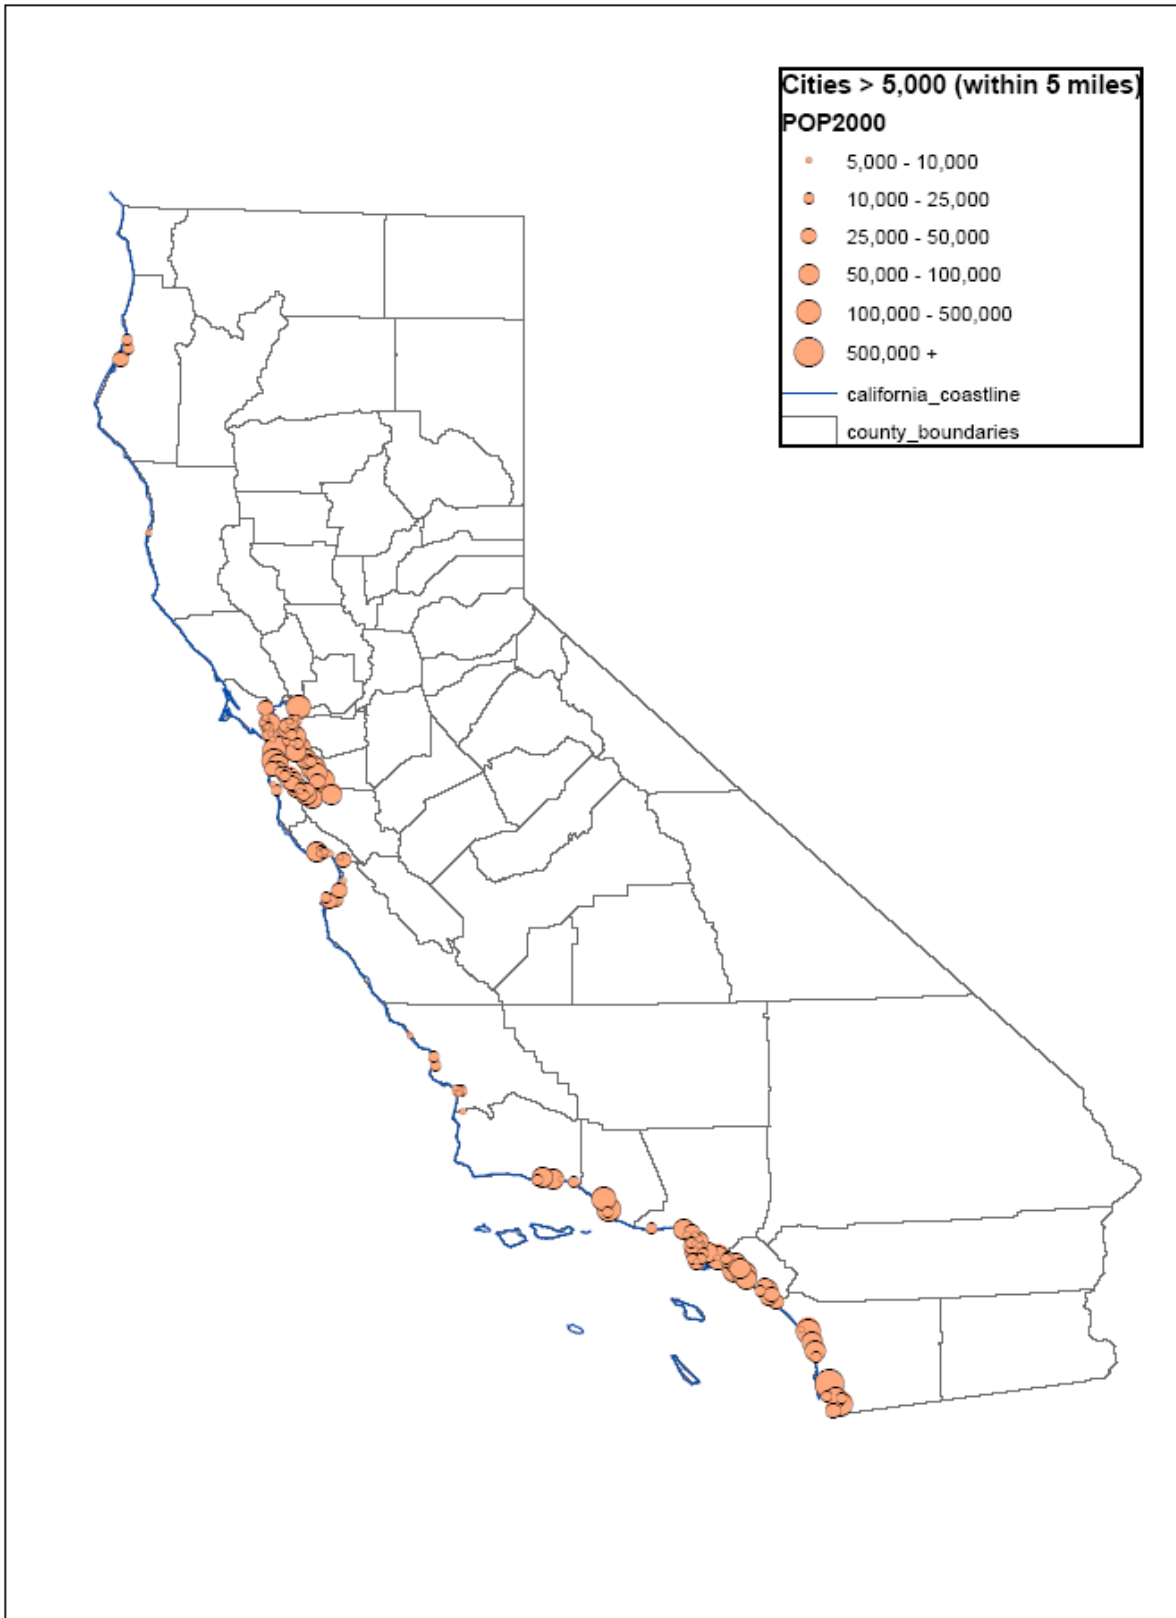 Cities > 5,000 (within 5 miles)
POP2000
5,000 - 10,000
10,000 - 25,000
25,000 - 50,000
50,000 - 100,000
100,000 - 500,000
500,000 +
california_coastline
county_boundaries